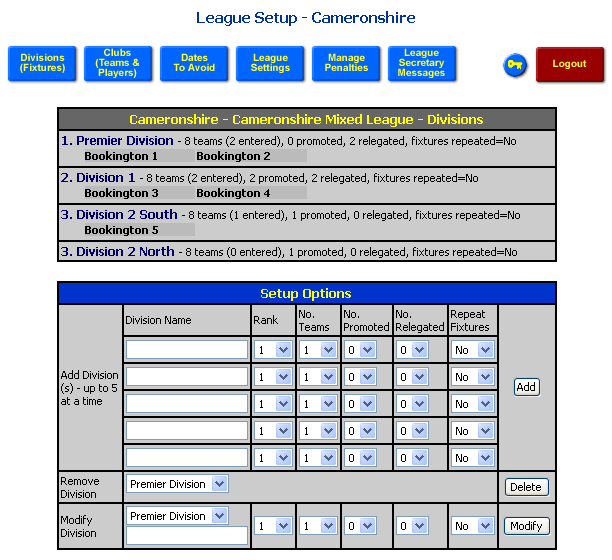 League Setup - Cameronshire
Divisions
(Fixtures)
Clubs
(Teams &
Players)
Dates
To Avoid
League
Settings
Manage
Penalties
League
Secretary
Messages
Logout
Cameronshire - Cameronshire Mixed League - Divisions
1. Premier Division - 8 teams (2 entered), 0 promoted, 2 relegated, fixtures repeated=No
Bookington 1 Bookington 2
2. Division 1 - 8 teams (2 entered), 2 promoted, 2 relegated, fixtures repeated=No
Bookington 3 Bookington 4
3. Division 2 South - 8 teams (1 entered), 1 promoted, 0 relegated, fixtures repeated=No
Bookington 5
3. Division 2 North - 8 teams (0 entered), 1 promoted, 0 relegated, fixtures repeated=No
Setup Options
Division Name
Rank
No.
Teams
No.
Promoted
No.
Relegated
Repeat
Fixtures
Add Division
(s) - up to 5
at a time
1 1 0 0 No
1 1 0 0 No
1 1 0 0 No
1 1 0 0 No
1 1 0 0 No
Add
Remove
Division
Premier Division
Delete
Modify
Division
Premier Division
1 1 0 0 No
Modify